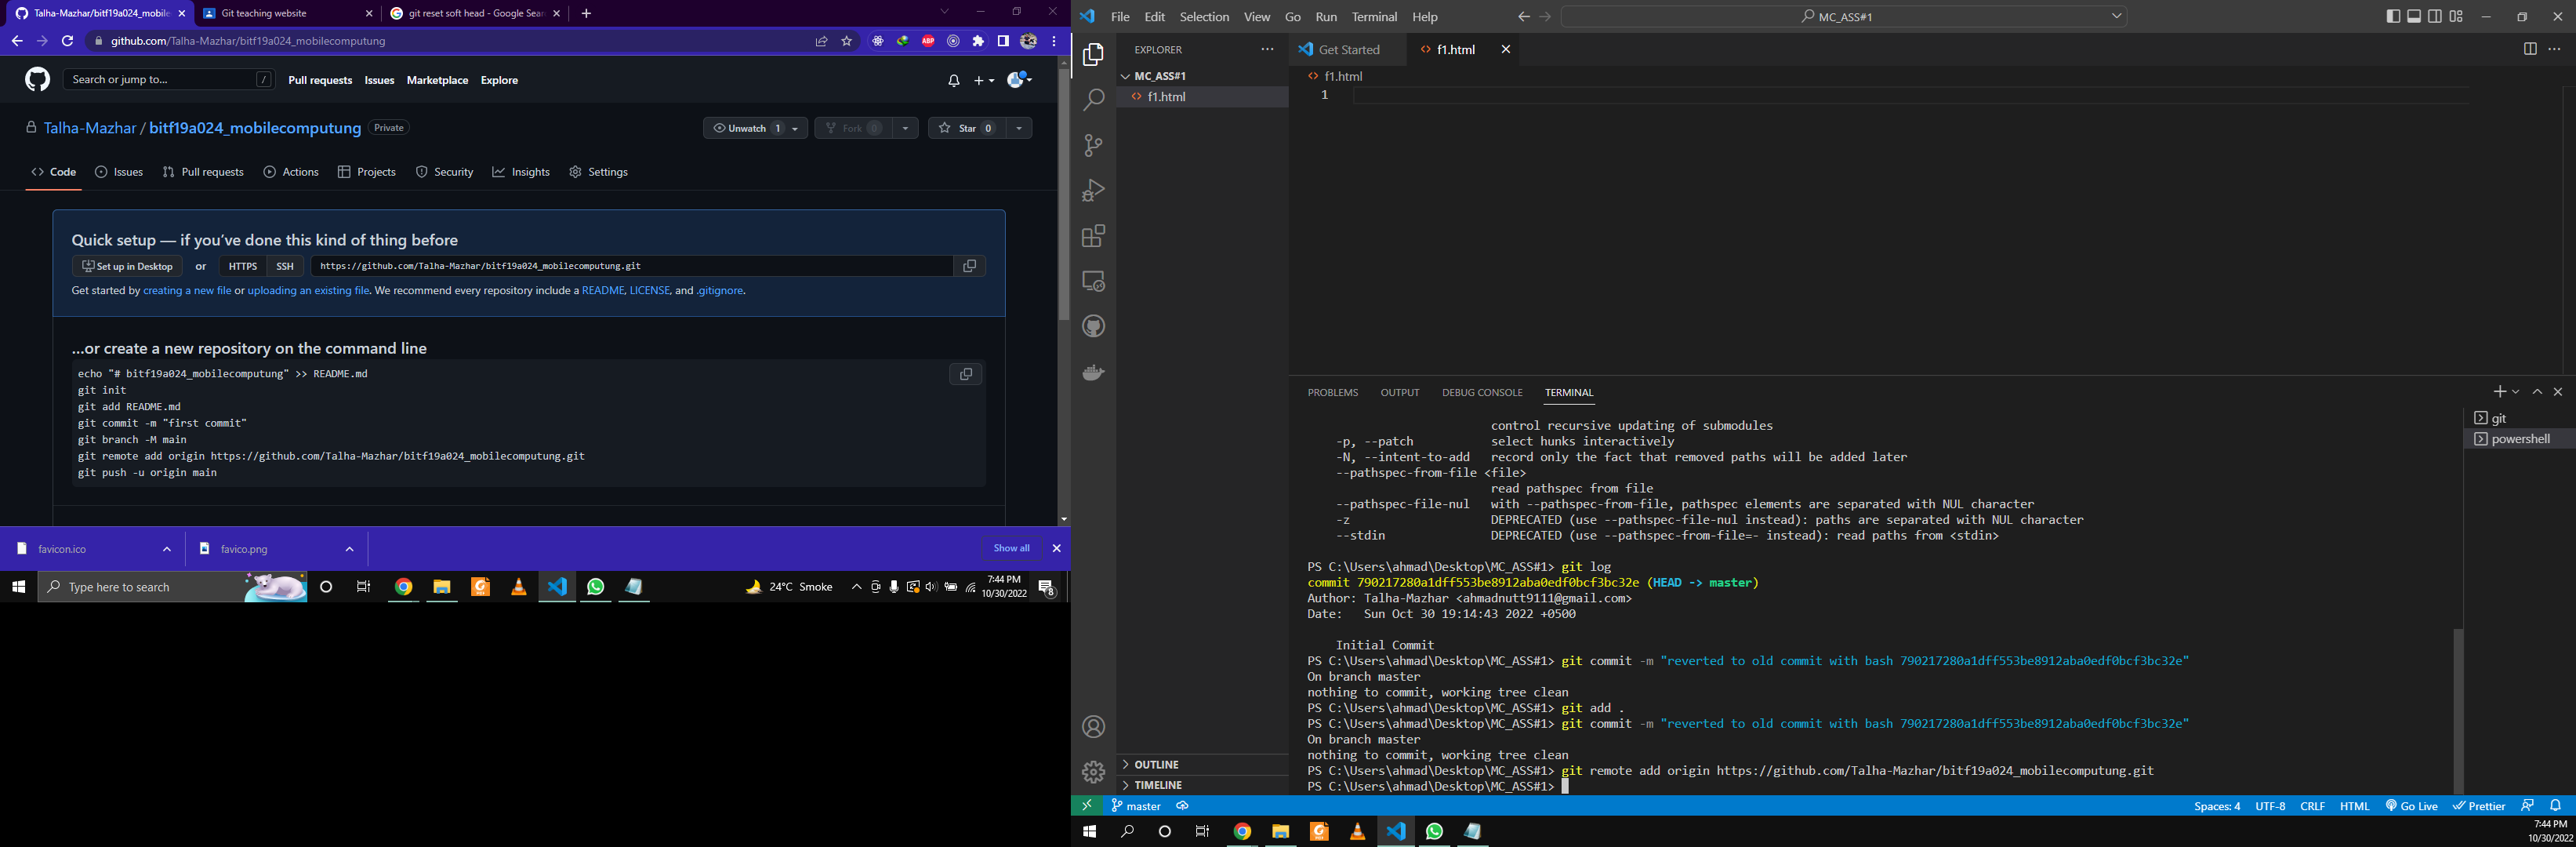 Talha-Mazhar/bitf19a024_mobile
Git teaching website
git reset soft head - Google Sear
github.com/Talha-Mazhar/bitf19a024_mobilecomputung
ABP
Search or jump to...
/
Pull requests
Issues
Marketplace
Explore
Talha-Mazhar / bitf19a024_mobilecomputung
Private
Unwatch 1
Fork 0
Star 0
Code
Issues
Pull requests
Actions
Projects
Security
Insights
Settings
Quick setup — if you've done this kind of thing before
Set up in Desktop
or
HTTPS
SSH
https://github.com/Talha-Mazhar/bitf19a024_mobilecomputung.git
Get started by creating a new file or uploading an existing file. We recommend every repository include a README, LICENSE, and .gitignore.
...or create a new repository on the command line
echo "# bitf19a024_mobilecomputung" >> README.md
git init
git add README.md
git commit -m "first commit"
git branch -M main
git remote add origin https://github.com/Talha-Mazhar/bitf19a024_mobilecomputung.git
git push -u origin main
favicon.ico
favico.png
Show all
Type here to search
24°C Smoke
7:44 PM
10/30/2022
8
File
Edit
Selection
View
Go
Run
Terminal
Help
MC_ASS#1
EXPLORER
MC_ASS#1
f1.html
OUTLINE
TIMELINE
Get Started
f1.html
f1.html
1
PROBLEMS
OUTPUT
DEBUG CONSOLE
TERMINAL
git
powershell
control recursive updating of submodules
-p, --patch select hunks interactively
-N, --intent-to-add record only the fact that removed paths will be added later
--pathspec-from-file <file>
read pathspec from file
--pathspec-file-nul with --pathspec-from-file, pathspec elements are separated with NUL character
-z DEPRECATED (use --pathspec-file-nul instead): paths are separated with NUL character
--stdin DEPRECATED (use --pathspec-from-file=- instead): read paths from <stdin>
PS C:\Users\ahmad\Desktop\MC_ASS#1> git log
commit 790217280a1dff553be8912aba0edf0bcf3bc32e (HEAD -> master)
Author: Talha-Mazhar <ahmadnutt9111@gmail.com>
Date: Sun Oct 30 19:14:43 2022 +0500
Initial Commit
PS C:\Users\ahmad\Desktop\MC_ASS#1> git commit -m "reverted to old commit with bash 790217280a1dff553be8912aba0edf0bcf3bc32e"
On branch master
nothing to commit, working tree clean
PS C:\Users\ahmad\Desktop\MC_ASS#1> git add .
PS C:\Users\ahmad\Desktop\MC_ASS#1> git commit -m "reverted to old commit with bash 790217280a1dff553be8912aba0edf0bcf3bc32e"
On branch master
nothing to commit, working tree clean
PS C:\Users\ahmad\Desktop\MC_ASS#1> git remote add origin https://github.com/Talha-Mazhar/bitf19a024_mobilecomputung.git
PS C:\Users\ahmad\Desktop\MC_ASS#1>
master
Spaces: 4
UTF-8
CRLF
HTML
Go Live
Prettier
7:44 PM
10/30/2022